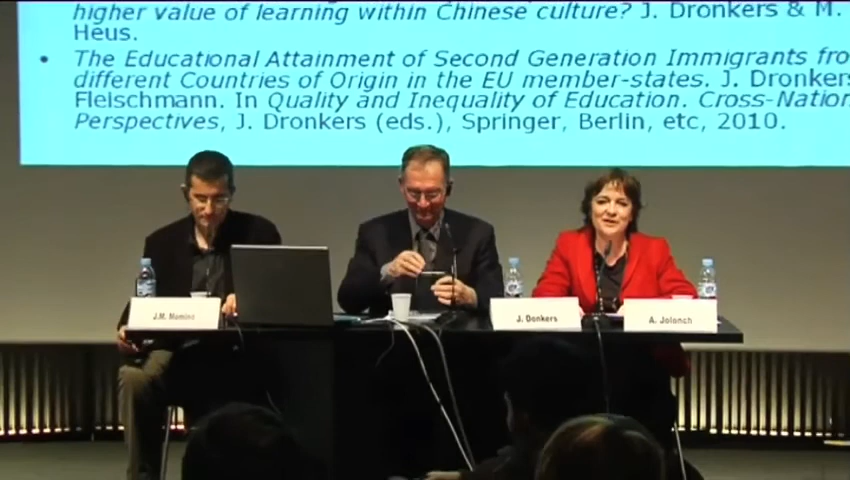 higher value of learning within Chinese culture? J. Dronkers & M.
Heus.
• The Educational Attainment of Second Generation Immigrants fro
different Countries of Origin in the EU member-states. J. Dronkers
Fleischmann. In Quality and Inequality of Education. Cross-Nation
Perspectives, J. Dronkers (eds.), Springer, Berlin, etc, 2010.
J.M.
J. Donkers
A. Jolonch